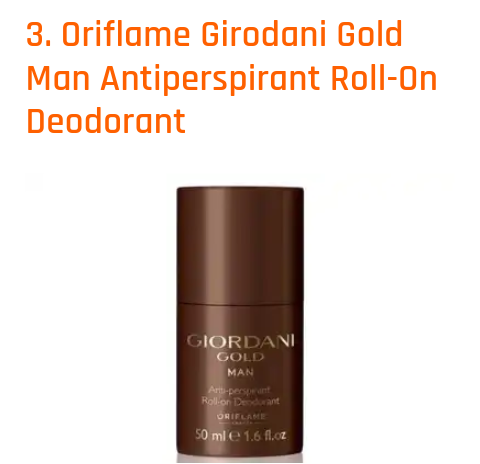 3. Oriflame Girodani Gold
Man Antiperspirant Roll-On
Deodorant
GIORDANI
GOLD
MAN
Anti-perspirant
Roll-on Deodorant
ORIFLAME
50 ml e 1.6 fl.oz